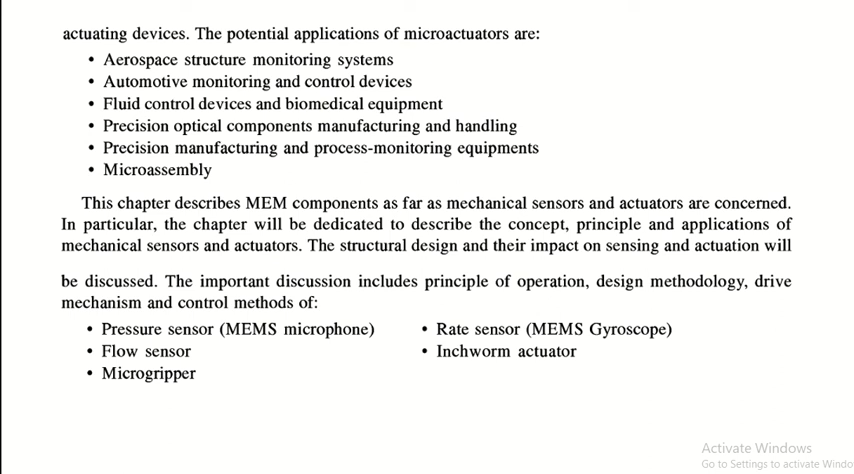 actuating devices. The potential applications of microactuators are:
• Aerospace structure monitoring systems
• Automotive monitoring and control devices
• Fluid control devices and biomedical equipment
• Precision optical components manufacturing and handling
• Precision manufacturing and process-monitoring equipments
• Microassembly
This chapter describes MEM components as far as mechanical sensors and actuators are concerned.
In particular, the chapter will be dedicated to describe the concept, principle and applications of
mechanical sensors and actuators. The structural design and their impact on sensing and actuation will
be discussed. The important discussion includes principle of operation, design methodology, drive
mechanism and control methods of:
• Pressure sensor (MEMS microphone)
• Flow sensor
• Microgripper
• Rate sensor (MEMS Gyroscope)
• Inchworm actuator
Activate Windows
Go to Settings to activate Windo